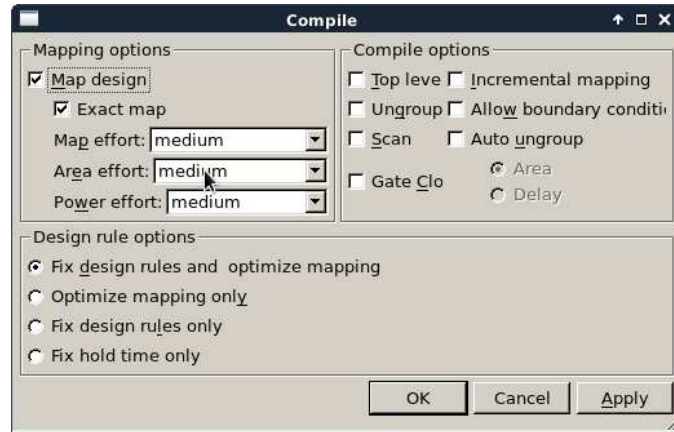 Compile
Mapping options
Map design
Exact map
Map effort: medium
Area effort: medium
Power effort: medium
Compile options
Top leve Incremental mapping
Ungroup Allow boundary conditi
Scan Auto ungroup
Gate Clo
Area
Delay
Design rule options
Fix design rules and optimize mapping
Optimize mapping only
Fix design rules only
Fix hold time only
OK Cancel Apply